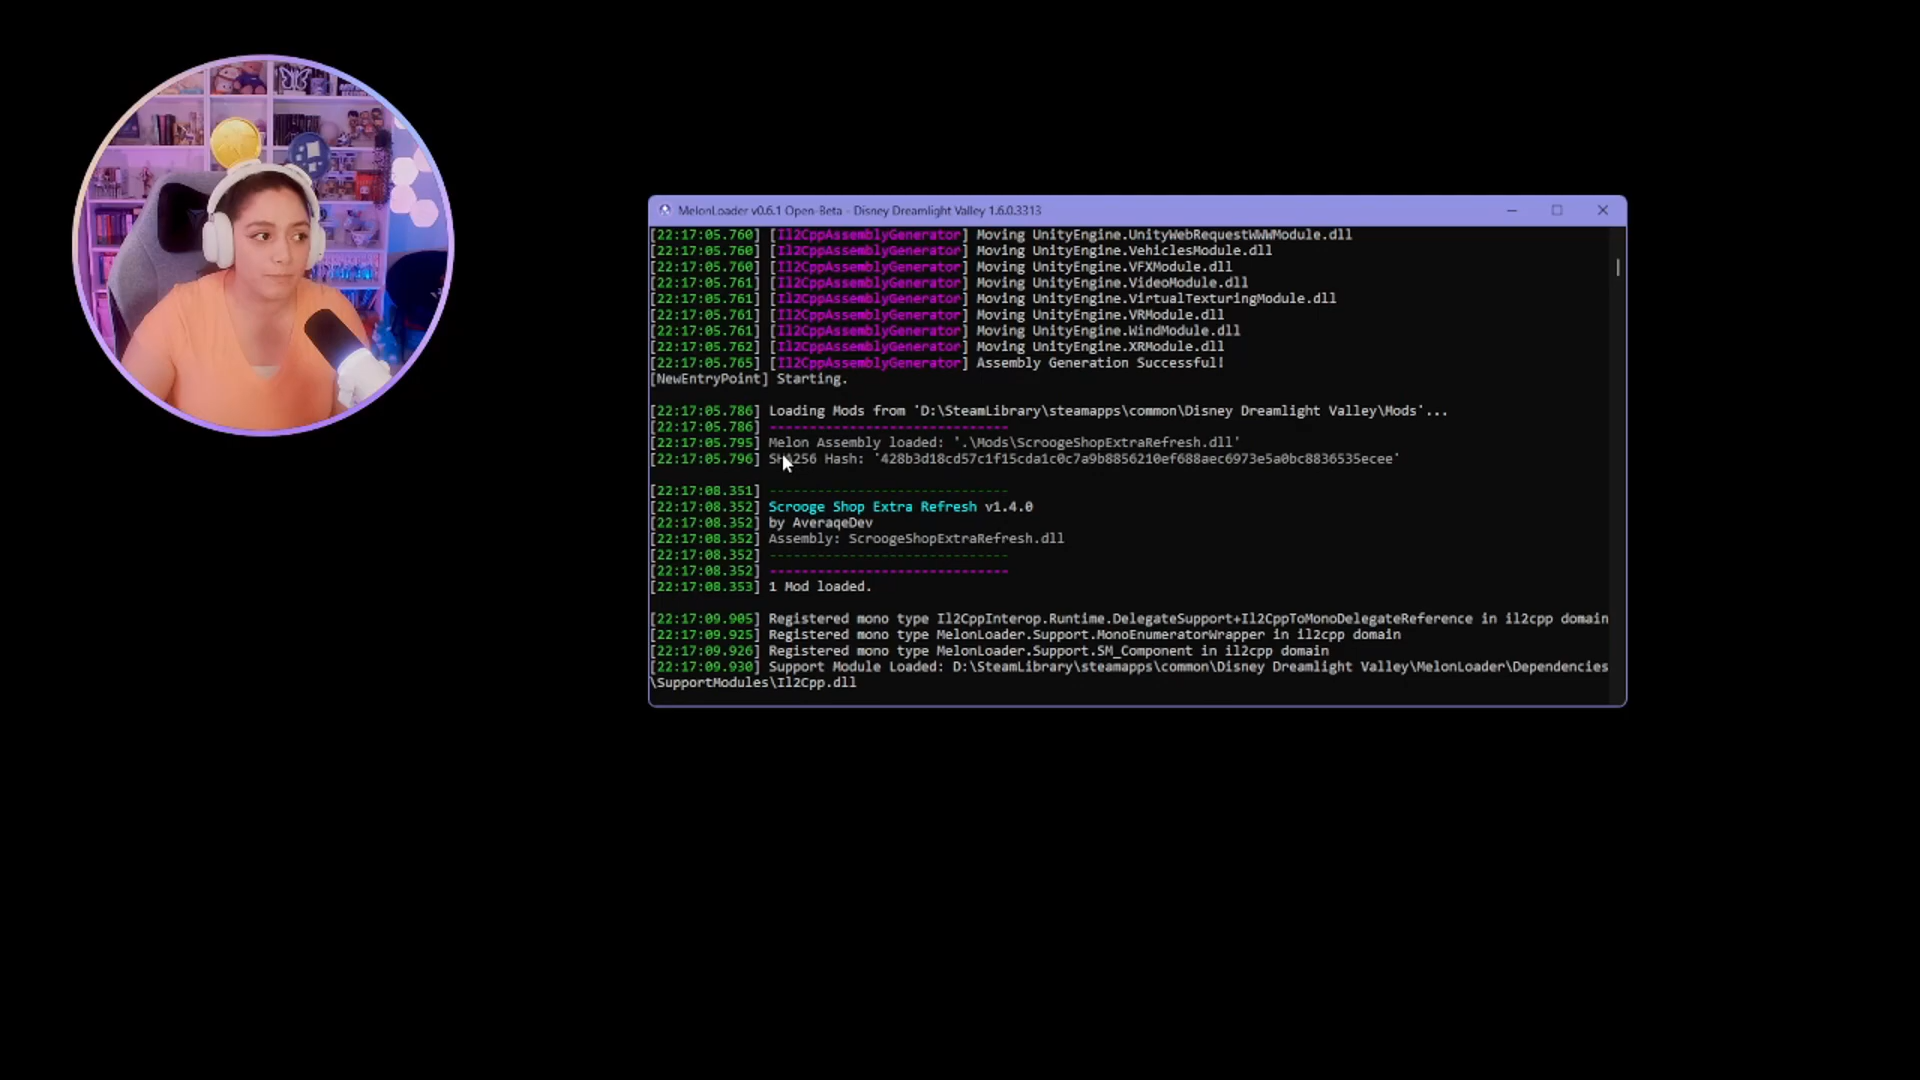 MelonLoader v0.6.1 Open-Beta - Disney Dreamlight Valley 1.6.0.3313
[22:17:05.760] [Il2CppAssemblyGenerator] Moving UnityEngine.UnityWebRequestWWWModule.dll
[22:17:05.760] [Il2CppAssemblyGenerator] Moving UnityEngine.VehiclesModule.dll
[22:17:05.760] [Il2CppAssemblyGenerator] Moving UnityEngine.VFXModule.dll
[22:17:05.761] [Il2CppAssemblyGenerator] Moving UnityEngine.VideoModule.dll
[22:17:05.761] [Il2CppAssemblyGenerator] Moving UnityEngine.VirtualTexturingModule.dll
[22:17:05.761] [Il2CppAssemblyGenerator] Moving UnityEngine.VRModule.dll
[22:17:05.761] [Il2CppAssemblyGenerator] Moving UnityEngine.WindModule.dll
[22:17:05.762] [Il2CppAssemblyGenerator] Moving UnityEngine.XRModule.dll
[22:17:05.765] [Il2CppAssemblyGenerator] Assembly Generation Successful!
[NewEntryPoint] Starting.
[22:17:05.786] Loading Mods from 'D:\SteamLibrary\steamapps\common\Disney Dreamlight Valley\Mods'...
[22:17:05.786] ------------------------------
[22:17:05.795] Melon Assembly loaded: '.\Mods\ScroogeShopExtraRefresh.dll'
[22:17:05.796] SHA256 Hash: '428b3d18cd57c1f15cda1c0c7a9b8856210ef688aec6973e5a0bc8836535ecee'
[22:17:08.351] ------------------------------
[22:17:08.352] Scrooge Shop Extra Refresh v1.4.0
[22:17:08.352] by AveraqeDev
[22:17:08.352] Assembly: ScroogeShopExtraRefresh.dll
[22:17:08.352] ------------------------------
[22:17:08.352] ------------------------------
[22:17:08.353] 1 Mod loaded.
[22:17:09.905] Registered mono type Il2CppInterop.Runtime.DelegateSupport+Il2CppToMonoDelegateReference in il2cpp domain
[22:17:09.925] Registered mono type MelonLoader.Support.MonoEnumeratorWrapper in il2cpp domain
[22:17:09.926] Registered mono type MelonLoader.Support.SM_Component in il2cpp domain
[22:17:09.930] Support Module Loaded: D:\SteamLibrary\steamapps\common\Disney Dreamlight Valley\MelonLoader\Dependencies
\SupportModules\Il2Cpp.dll